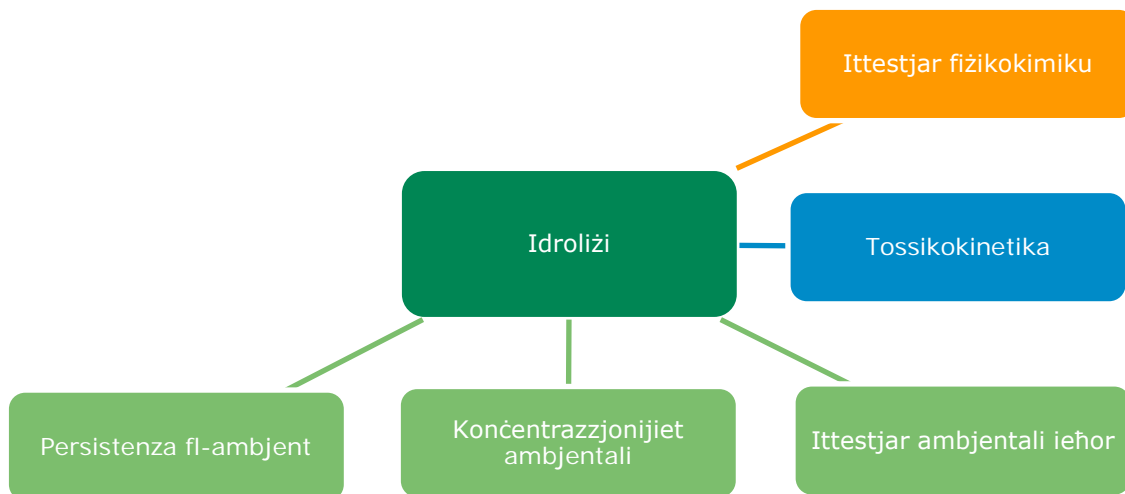 Ittestjar fiżikokimiku
Idroliżi
Tossikokinetika
Persistenza fl-ambjent
Konċentrazzjonijiet
ambjentali
Ittestjar ambjentali ieħor